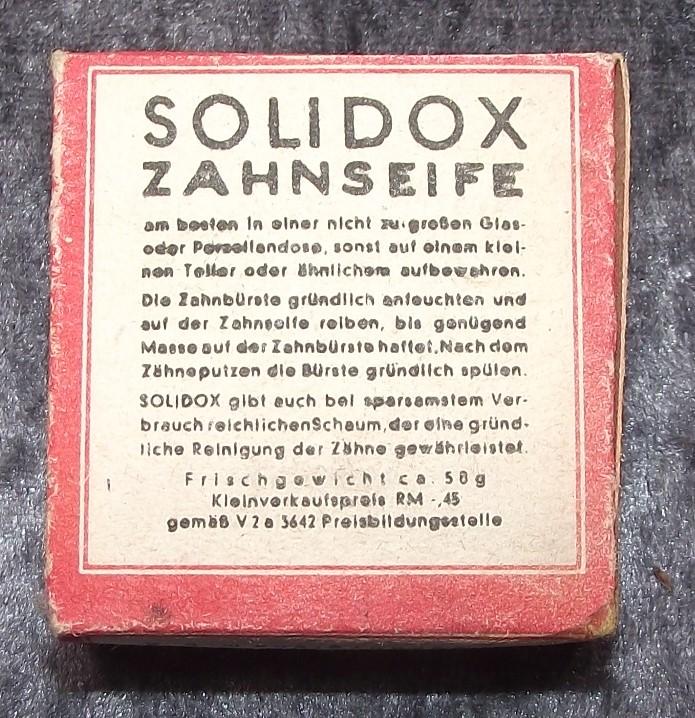 SOLIDOX
ZAHNSEIFE
am besten in einer nicht zu großen Glas-
oder Porzellandose, sonst auf einem klei-
nen Teller oder ähnlichem aufbewahren.
Die Zahnbürste gründlich anfeuchten und
auf der Zahnseife reiben, bis genügend
Masse auf der Zahnbürste haftet. Nach dem
Zähneputzen die Bürste gründlich spülen.
SOLIDOX gibt auch bei sparsamstem Ver-
brauch reichlichen Schaum, der eine gründ-
liche Reinigung der Zähne gewährleistet.
Frischgewicht ca. 50 g
Kleinverkaufspreis RM -,45
gemäß V 2 a 3642 Preisbildungsstelle